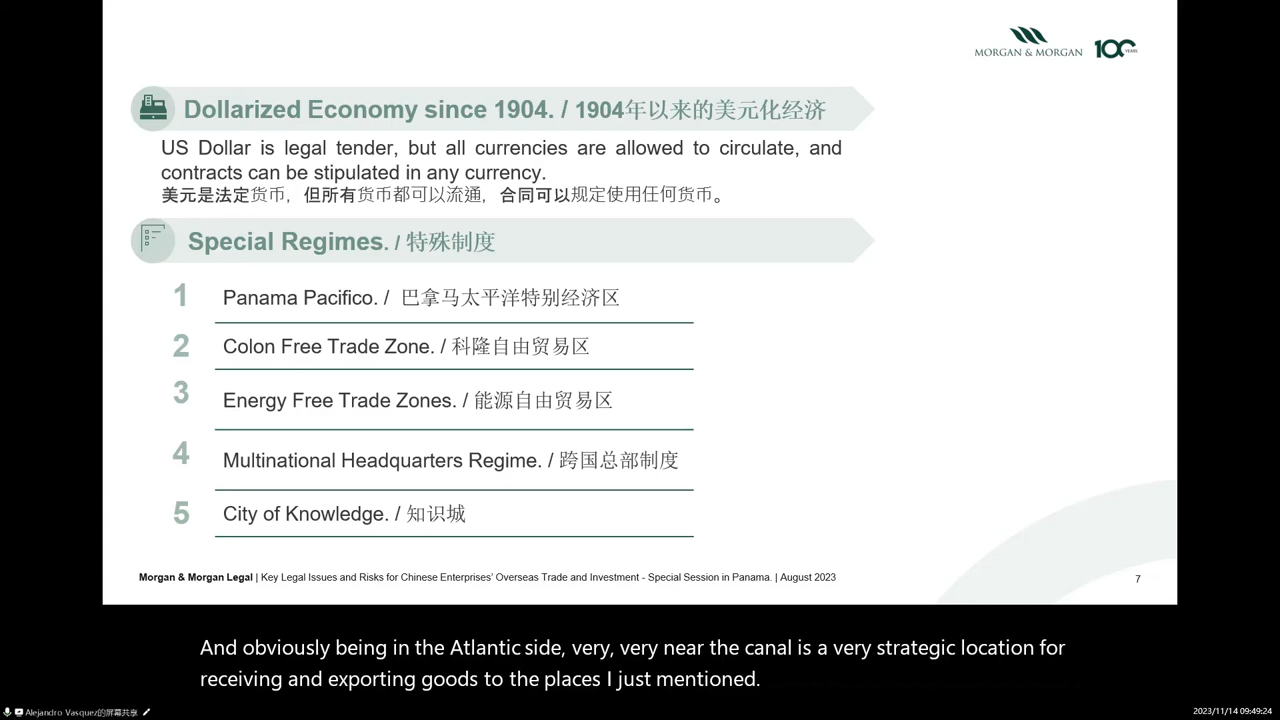 MORGAN & MORGAN 100 YEARS
Dollarized Economy since 1904. / 1904年以来的美元化经济
US Dollar is legal tender, but all currencies are allowed to circulate, and
contracts can be stipulated in any currency.
美元是法定货币，但所有货币都可以流通，合同可以规定使用任何货币。
Special Regimes. / 特殊制度
1 Panama Pacifico. / 巴拿马太平洋特别经济区
2 Colon Free Trade Zone. / 科隆自由贸易区
3 Energy Free Trade Zones. / 能源自由贸易区
4 Multinational Headquarters Regime. / 跨国总部制度
5 City of Knowledge. / 知识城
Morgan & Morgan Legal | Key Legal Issues and Risks for Chinese Enterprises' Overseas Trade and Investment - Special Session in Panama. | August 2023
7
And obviously being in the Atlantic side, very, very near the canal is a very strategic location for
receiving and exporting goods to the places I just mentioned.
Alejandro Vasquez的屏幕共享
2023/11/14 09:49:24